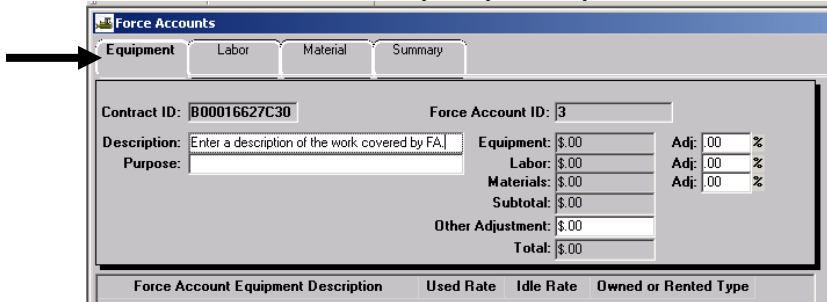 Force Accounts
Equipment Labor Material Summary
Contract ID: B00016627C30 Force Account ID: 3
Description: Enter a description of the work covered by FA. Equipment: $.00 Adj: .00 %
Purpose: Labor: $.00 Adj: .00 %
Materials: $.00 Adj: .00 %
Subtotal: $.00
Other Adjustment: $.00
Total: $.00
Force Account Equipment Description Used Rate Idle Rate Owned or Rented Type